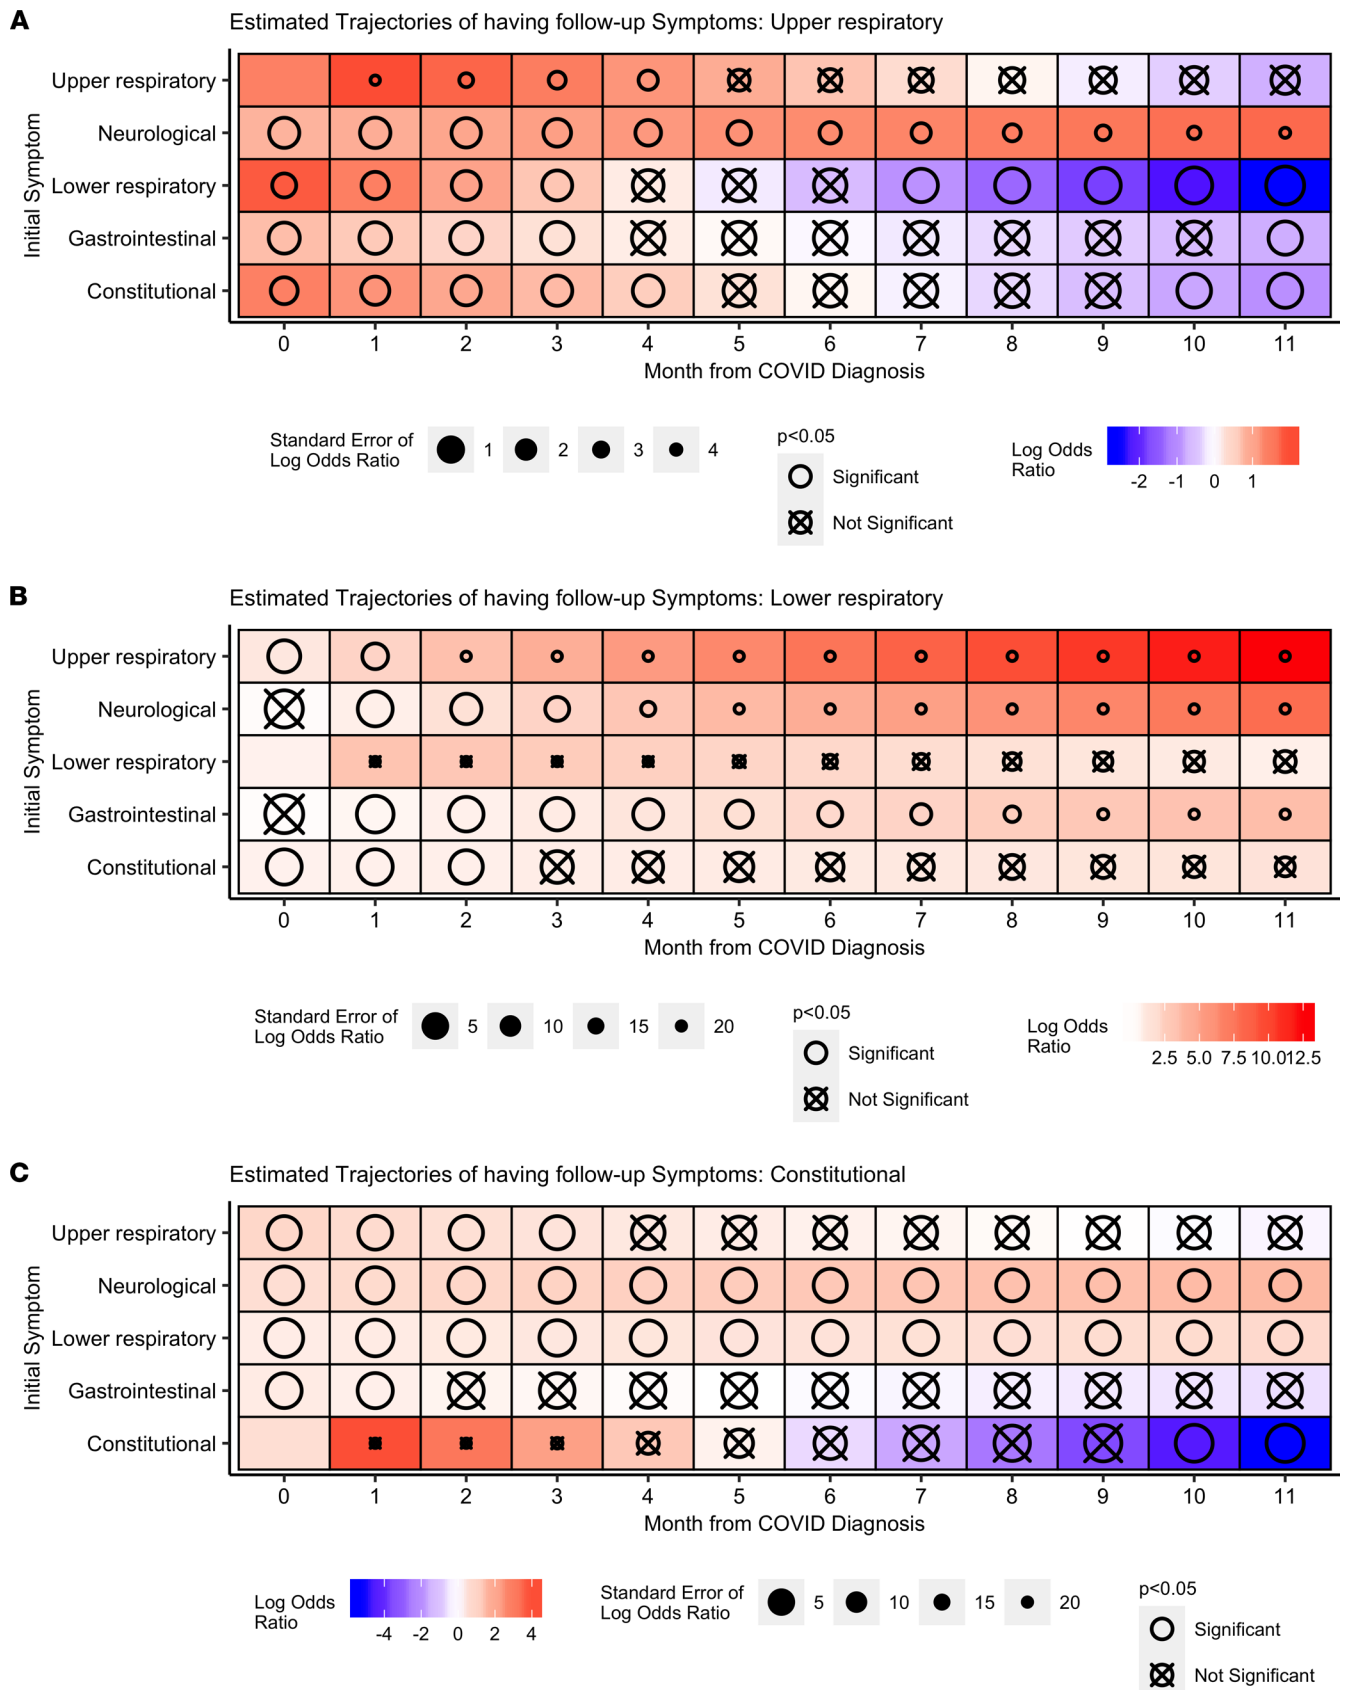 A
Estimated Trajectories of having follow-up Symptoms: Upper respiratory
Initial Symptom
Upper respiratory
Neurological
Lower respiratory
Gastrointestinal
Constitutional
0 1 2 3 4 5 6 7 8 9 10 11
Month from COVID Diagnosis
Standard Error of
Log Odds Ratio
1 2 3 4
p<0.05
Significant
Not Significant
Log Odds
Ratio
-2 -1 0 1
B
Estimated Trajectories of having follow-up Symptoms: Lower respiratory
Initial Symptom
Upper respiratory
Neurological
Lower respiratory
Gastrointestinal
Constitutional
0 1 2 3 4 5 6 7 8 9 10 11
Month from COVID Diagnosis
Standard Error of
Log Odds Ratio
5 10 15 20
p<0.05
Significant
Not Significant
Log Odds
Ratio
2.5 5.0 7.5 10.0 12.5
C
Estimated Trajectories of having follow-up Symptoms: Constitutional
Initial Symptom
Upper respiratory
Neurological
Lower respiratory
Gastrointestinal
Constitutional
0 1 2 3 4 5 6 7 8 9 10 11
Month from COVID Diagnosis
Log Odds
Ratio
-4 -2 0 2 4
Standard Error of
Log Odds Ratio
5 10 15 20
p<0.05
Significant
Not Significant